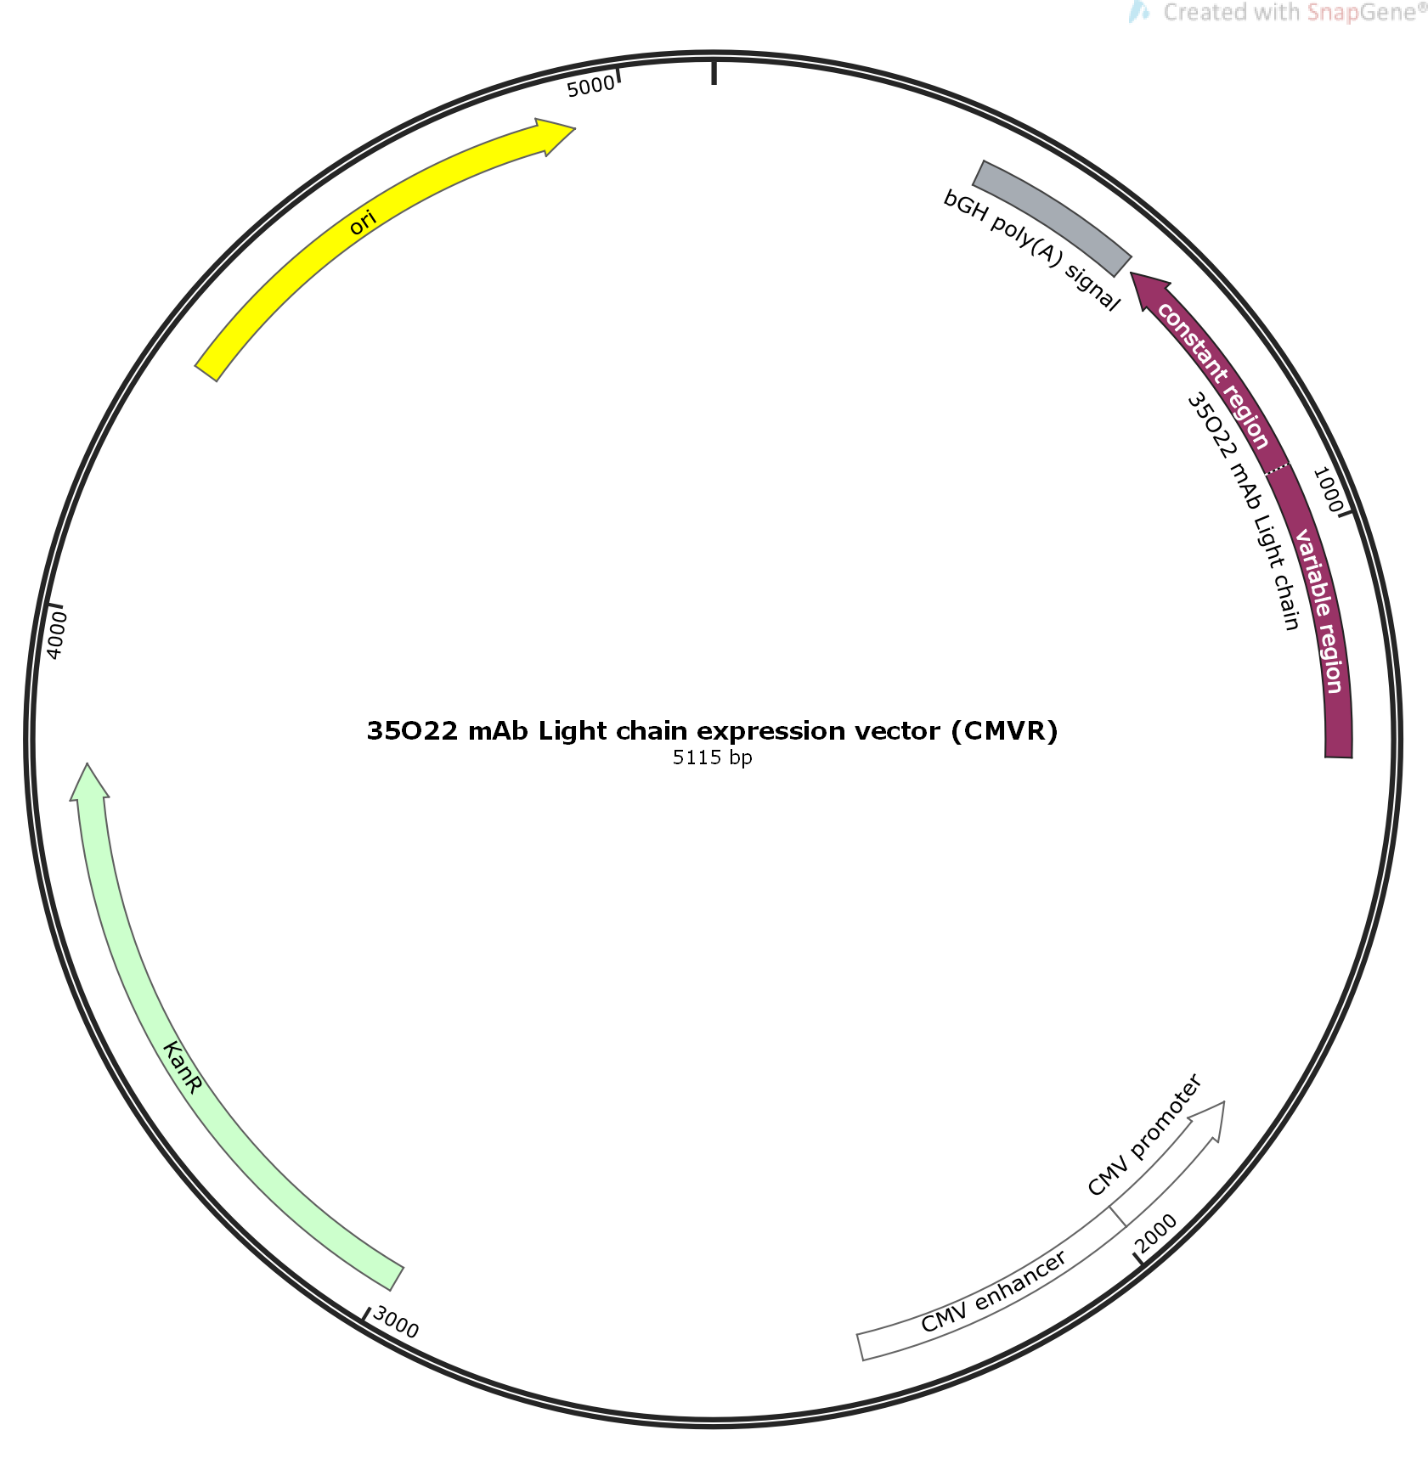 Created with SnapGene®
5000
ori
bGH poly(A) signal
constant region
35O22 mAb Light chain
1000
variable region
4000
35O22 mAb Light chain expression vector (CMVR)
5115 bp
KanR
CMV promoter
2000
CMV enhancer
3000